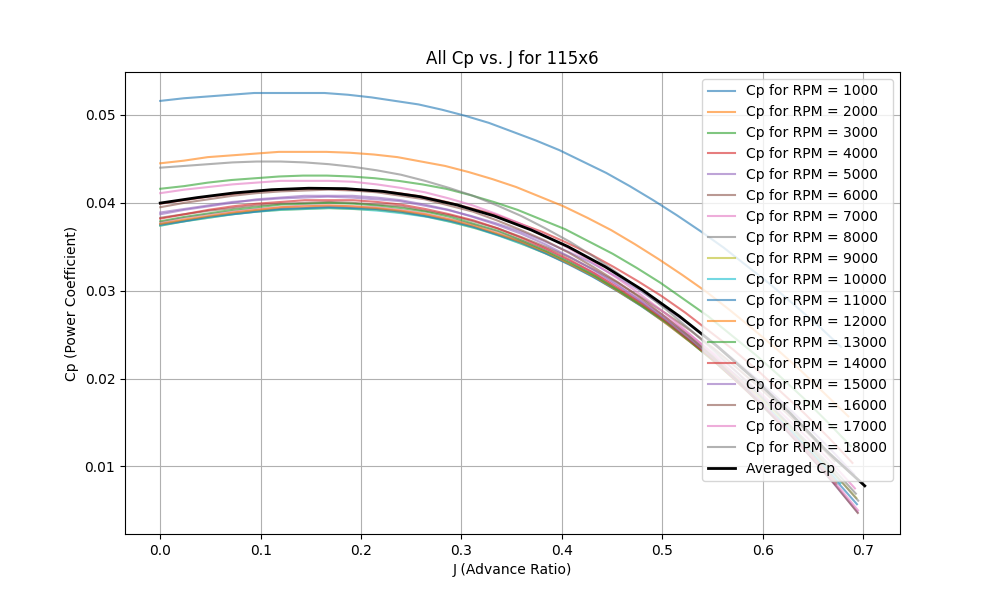 All Cp vs. J for 115x6
Cp (Power Coefficient)
0.05
0.04
0.03
0.02
0.01
0.0 0.1 0.2 0.3 0.4 0.5 0.6 0.7
J (Advance Ratio)
Cp for RPM = 1000
Cp for RPM = 2000
Cp for RPM = 3000
Cp for RPM = 4000
Cp for RPM = 5000
Cp for RPM = 6000
Cp for RPM = 7000
Cp for RPM = 8000
Cp for RPM = 9000
Cp for RPM = 10000
Cp for RPM = 11000
Cp for RPM = 12000
Cp for RPM = 13000
Cp for RPM = 14000
Cp for RPM = 15000
Cp for RPM = 16000
Cp for RPM = 17000
Cp for RPM = 18000
Averaged Cp